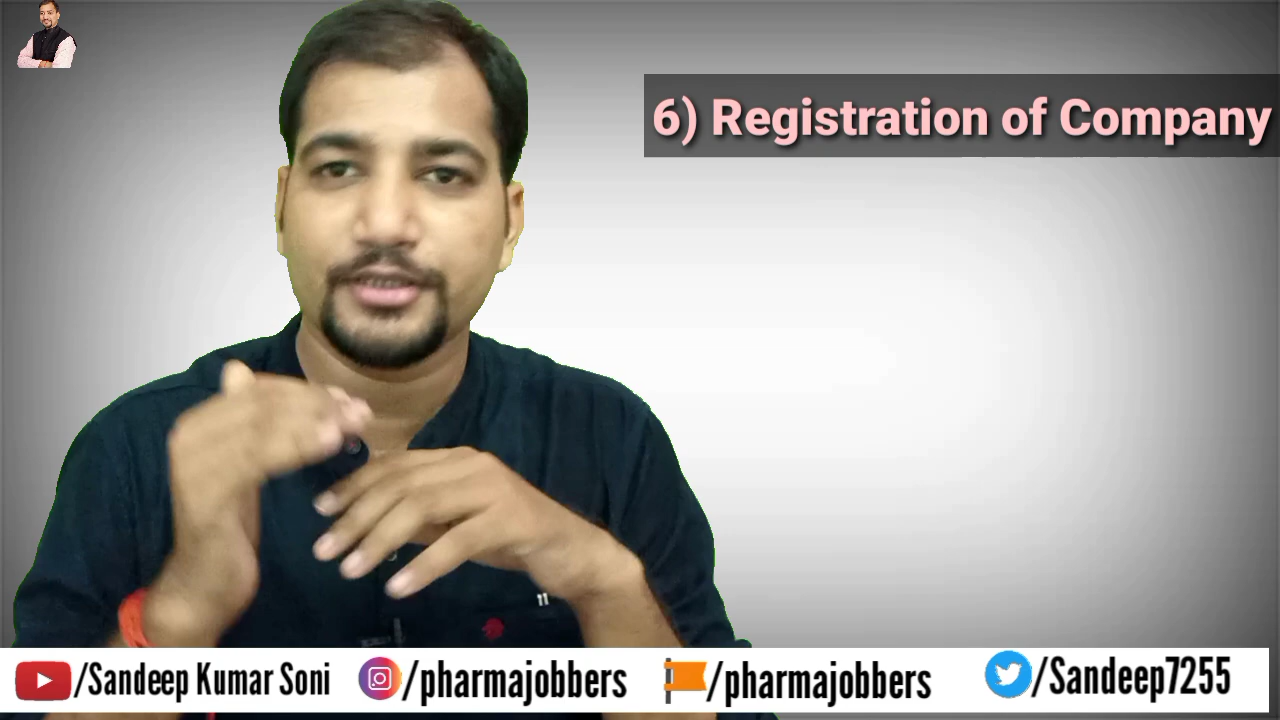 6) Registration of Company
/Sandeep Kumar Soni /pharmajobbers /pharmajobbers /Sandeep7255